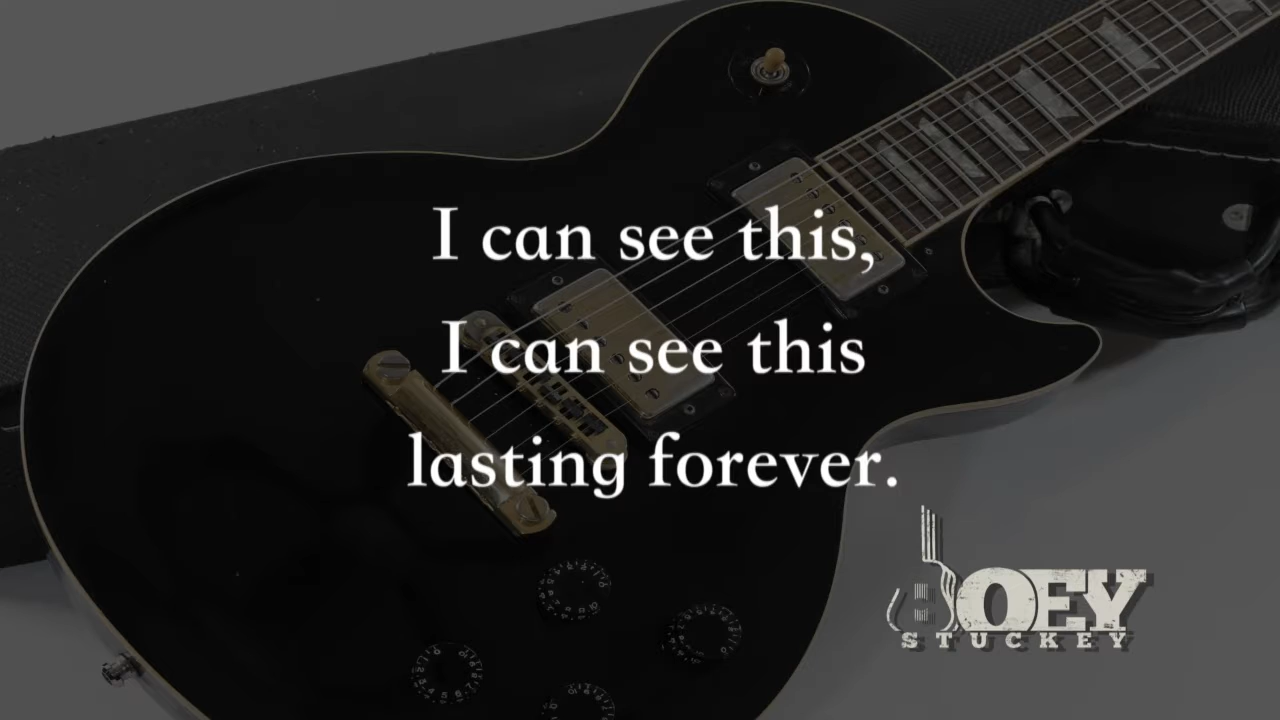 I can see this,
I can see this
lasting forever.
JOEY
STUCKEY